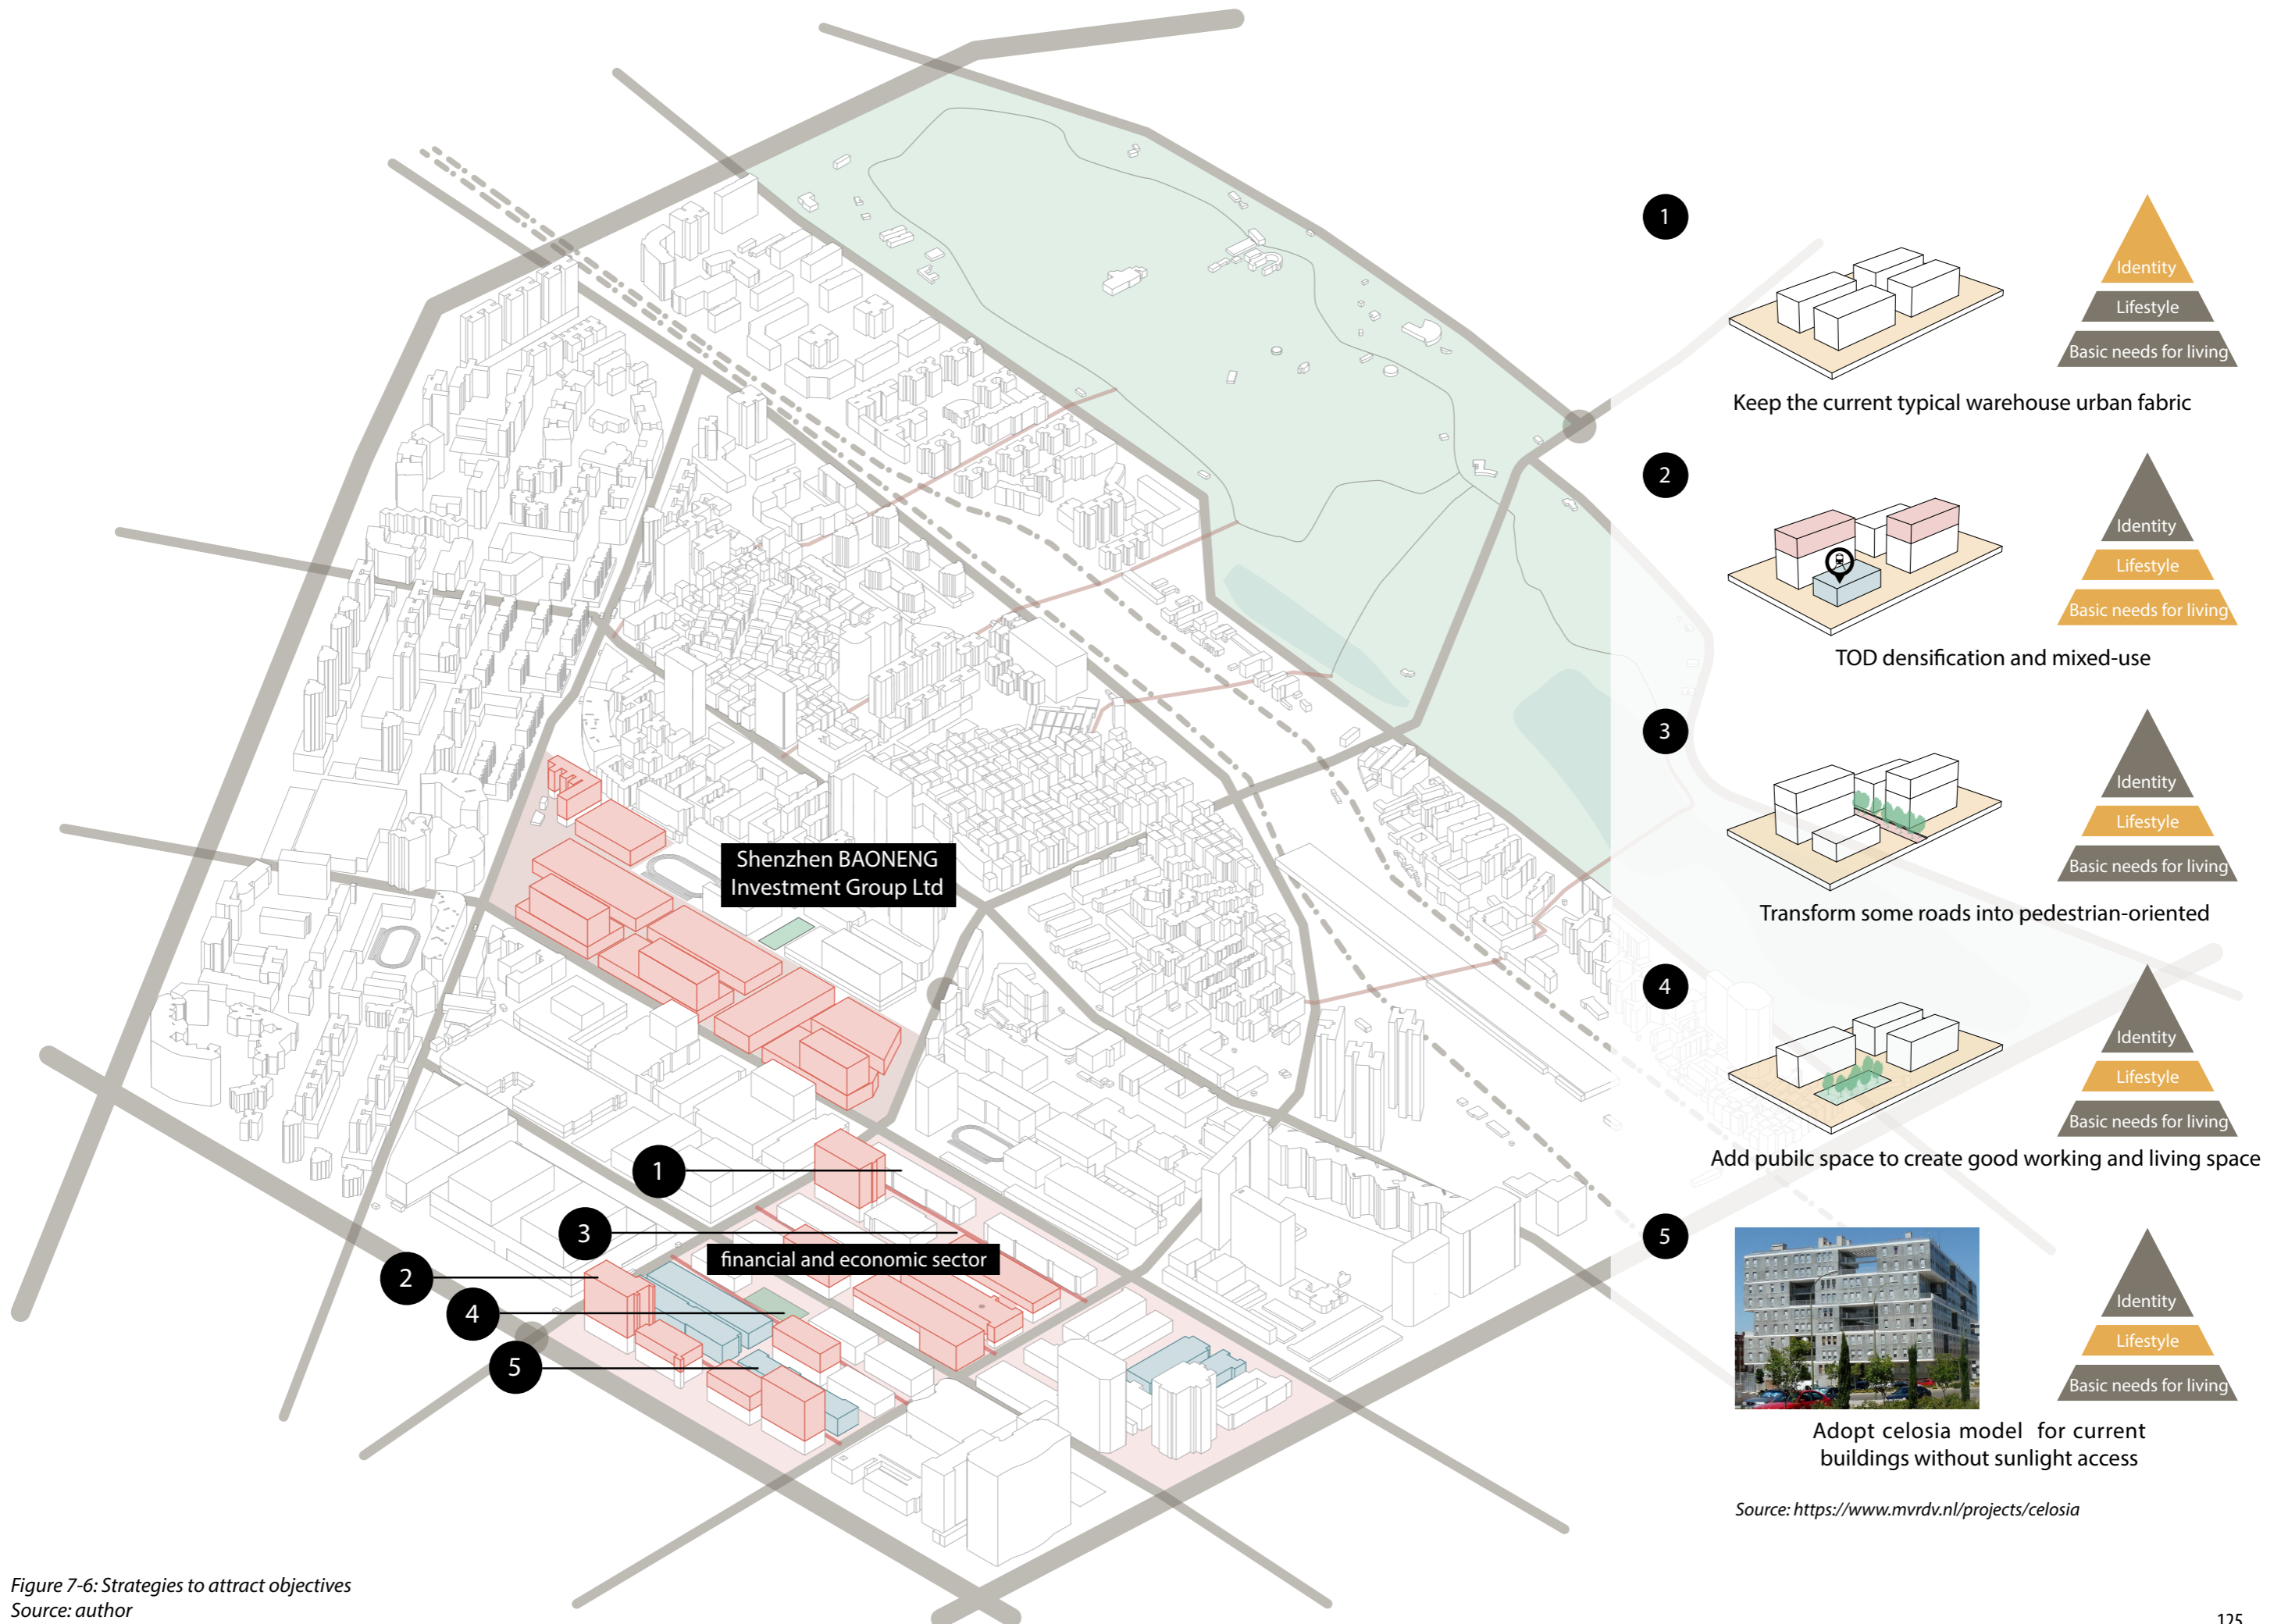 1
Identity
Lifestyle
Basic needs for living
Keep the current typical warehouse urban fabric
2
Identity
Lifestyle
Basic needs for living
TOD densification and mixed-use
3
Identity
Lifestyle
Basic needs for living
Transform some roads into pedestrian-oriented
4
Identity
Lifestyle
Basic needs for living
Add pubilc space to create good working and living space
5
Identity
Lifestyle
Basic needs for living
Adopt celosia model for current
buildings without sunlight access
Source: https://www.mvrdv.nl/projects/celosia
Shenzhen BAONENG
Investment Group Ltd
1
3
financial and economic sector
2
4
5
Figure 7-6: Strategies to attract objectives
Source: author
125